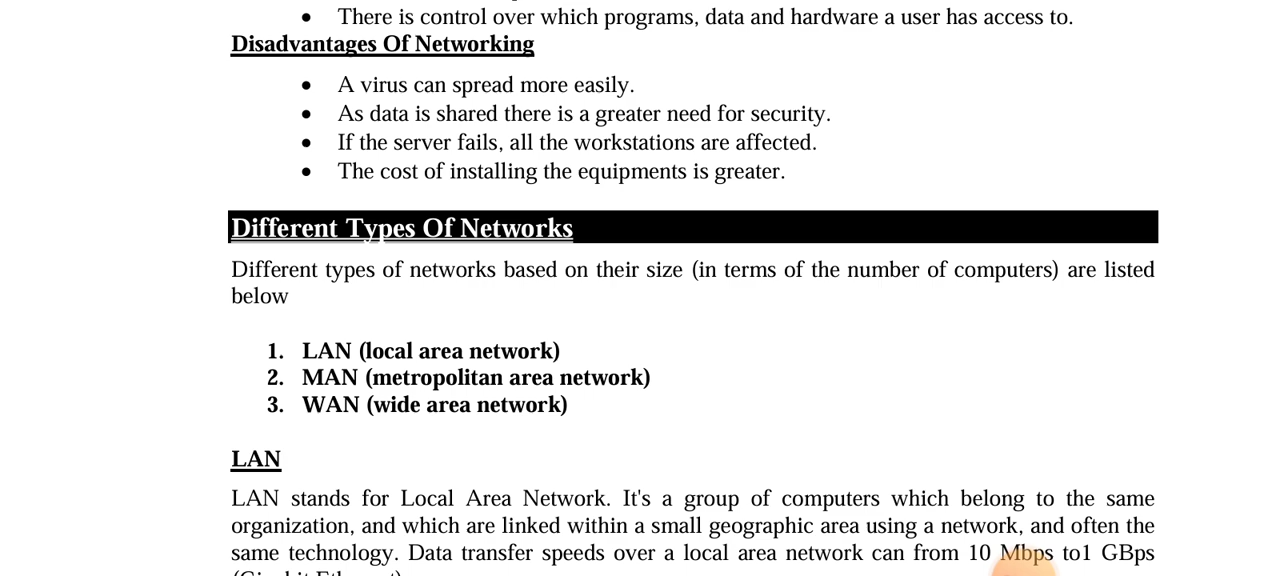 • There is control over which programs, data and hardware a user has access to.
Disadvantages Of Networking
• A virus can spread more easily.
• As data is shared there is a greater need for security.
• If the server fails, all the workstations are affected.
• The cost of installing the equipments is greater.
Different Types Of Networks
Different types of networks based on their size (in terms of the number of computers) are listed
below
1. LAN (local area network)
2. MAN (metropolitan area network)
3. WAN (wide area network)
LAN
LAN stands for Local Area Network. It's a group of computers which belong to the same
organization, and which are linked within a small geographic area using a network, and often the
same technology. Data transfer speeds over a local area network can from 10 Mbps to1 GBps